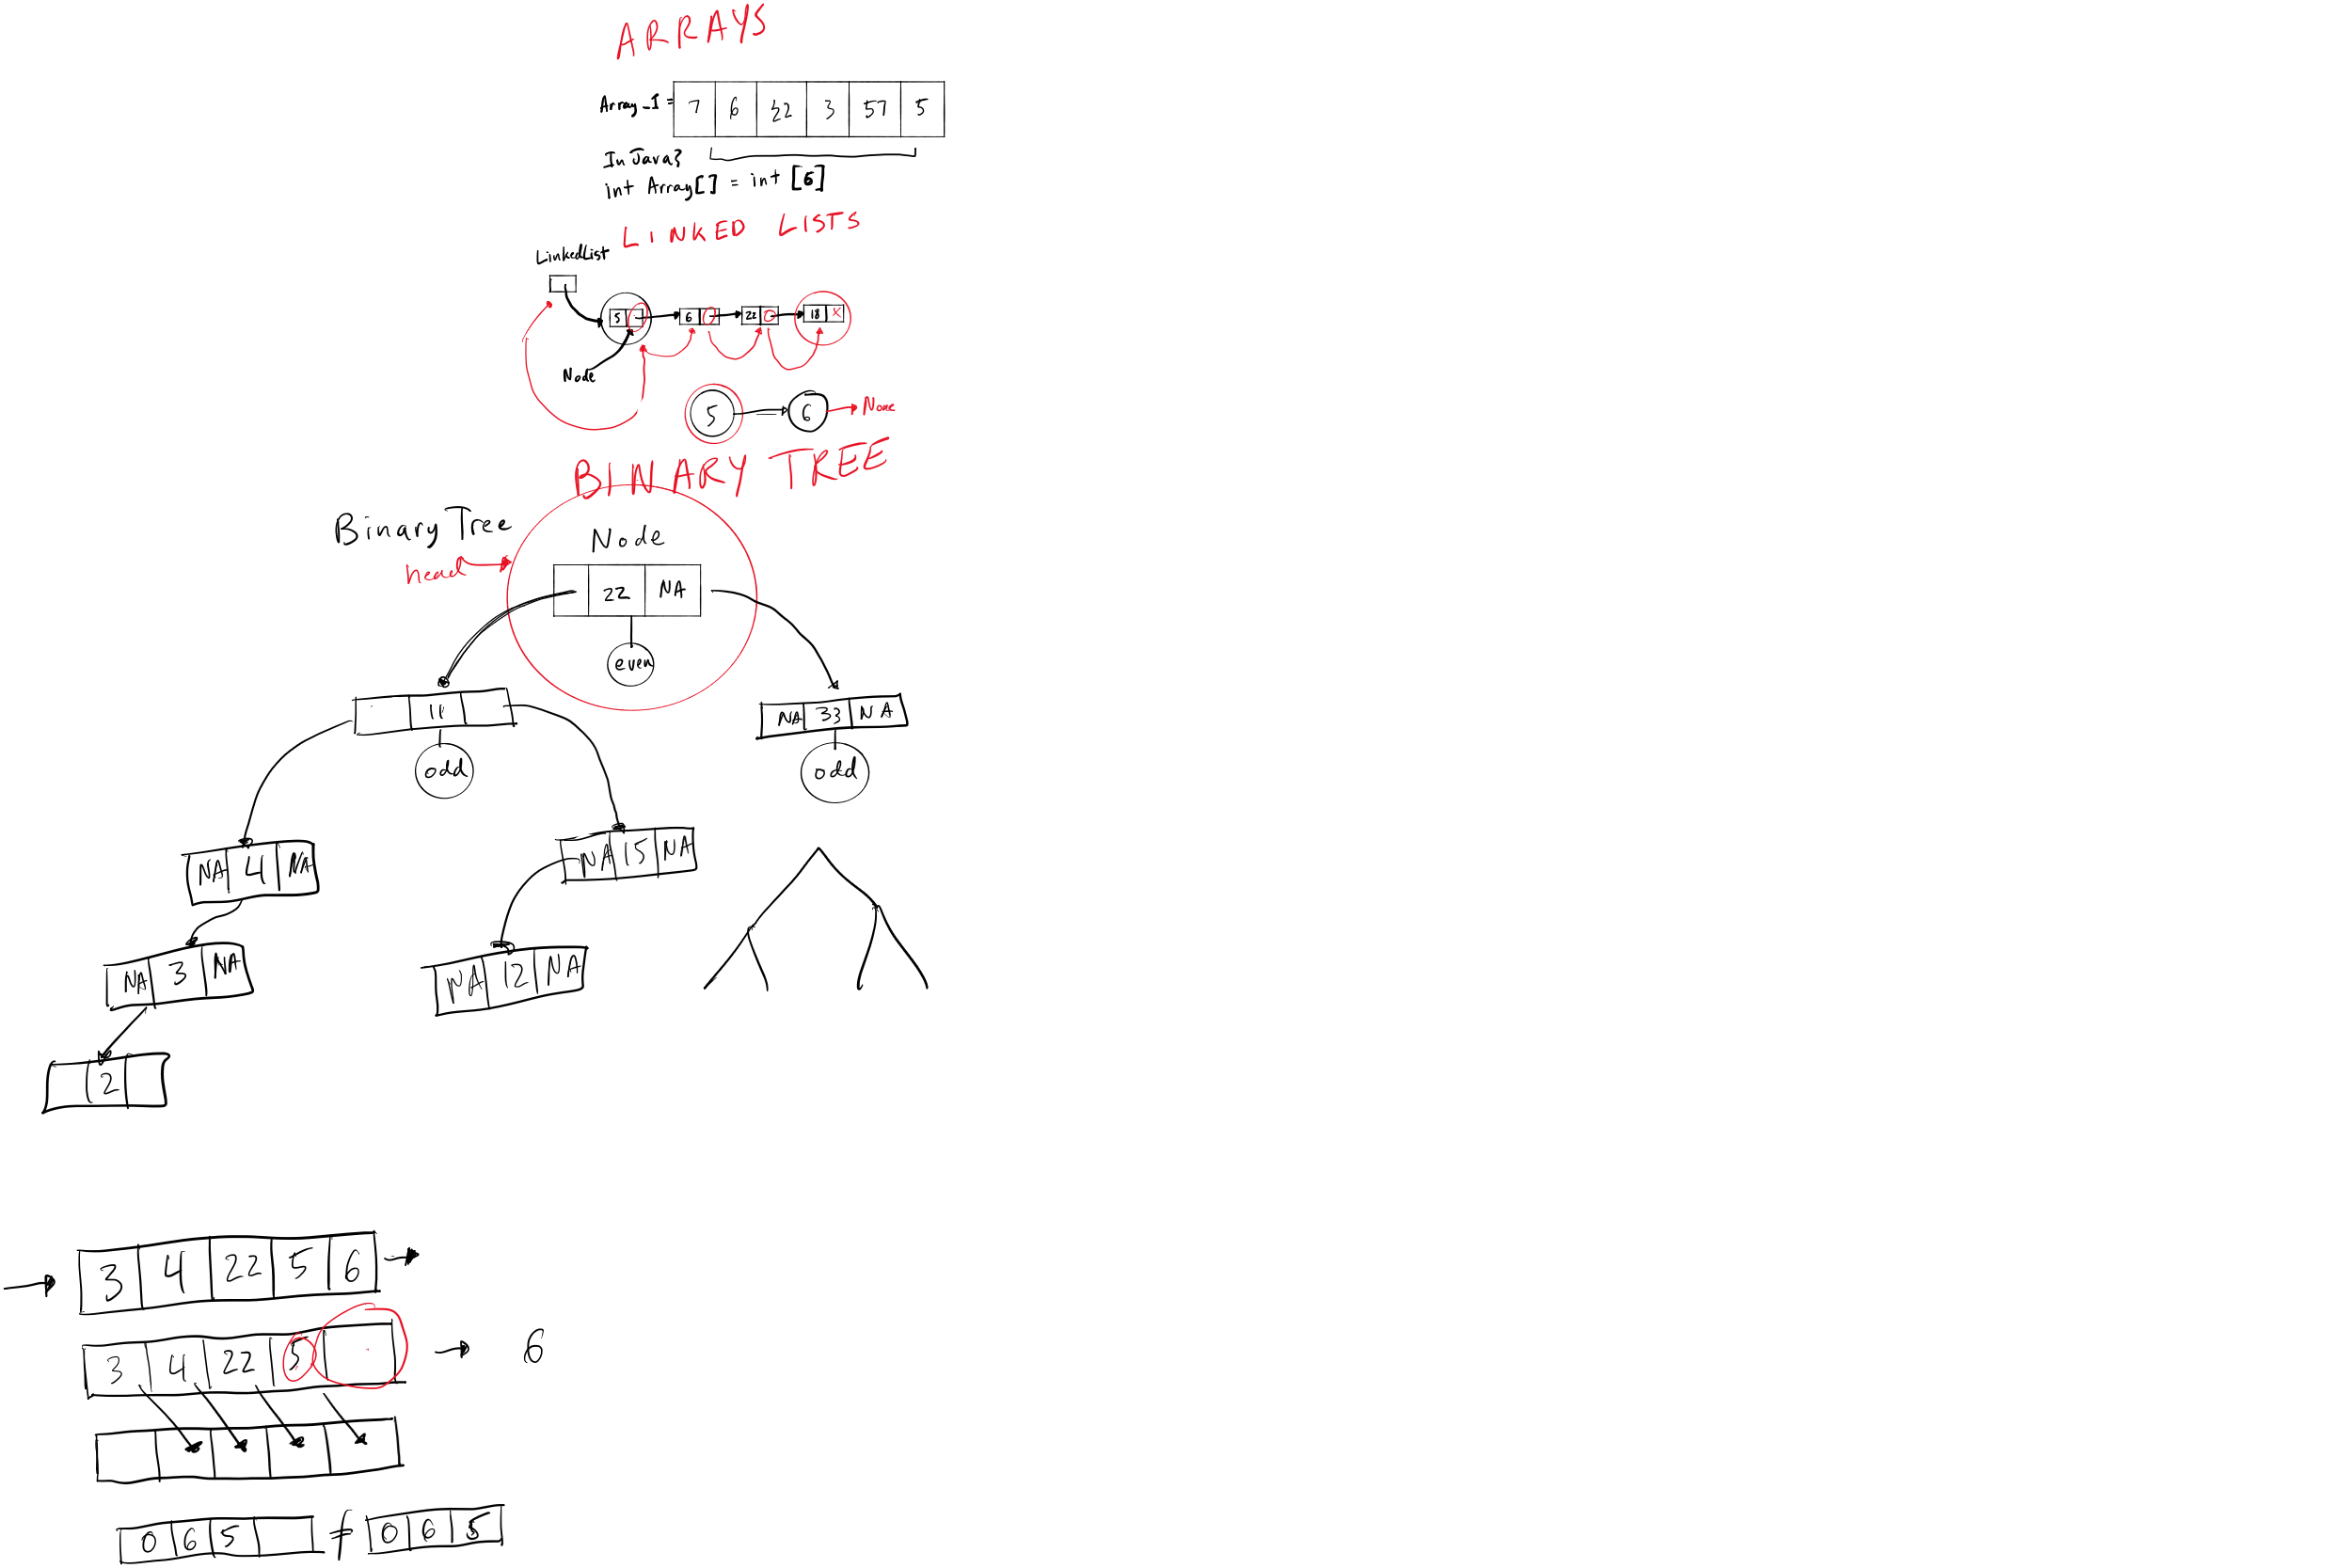 ARRAYS
Array_I = 7 6 22 3 57 5
In Java}
int Array[] = int [6]
LINKED LISTS
LinkedList
5 6 22 O 18 X
Node
5 6 None
BINARY TREE
Binary Tree
Node
head
22 NA
even
11
NA 33 NA
odd
odd
NA 4 NA
NA 15 NA
NA 3 NA
NA 12 NA
2
3 4 22 5 6
3 4 22 5
6
0 6 5 ≠ 0 6 5